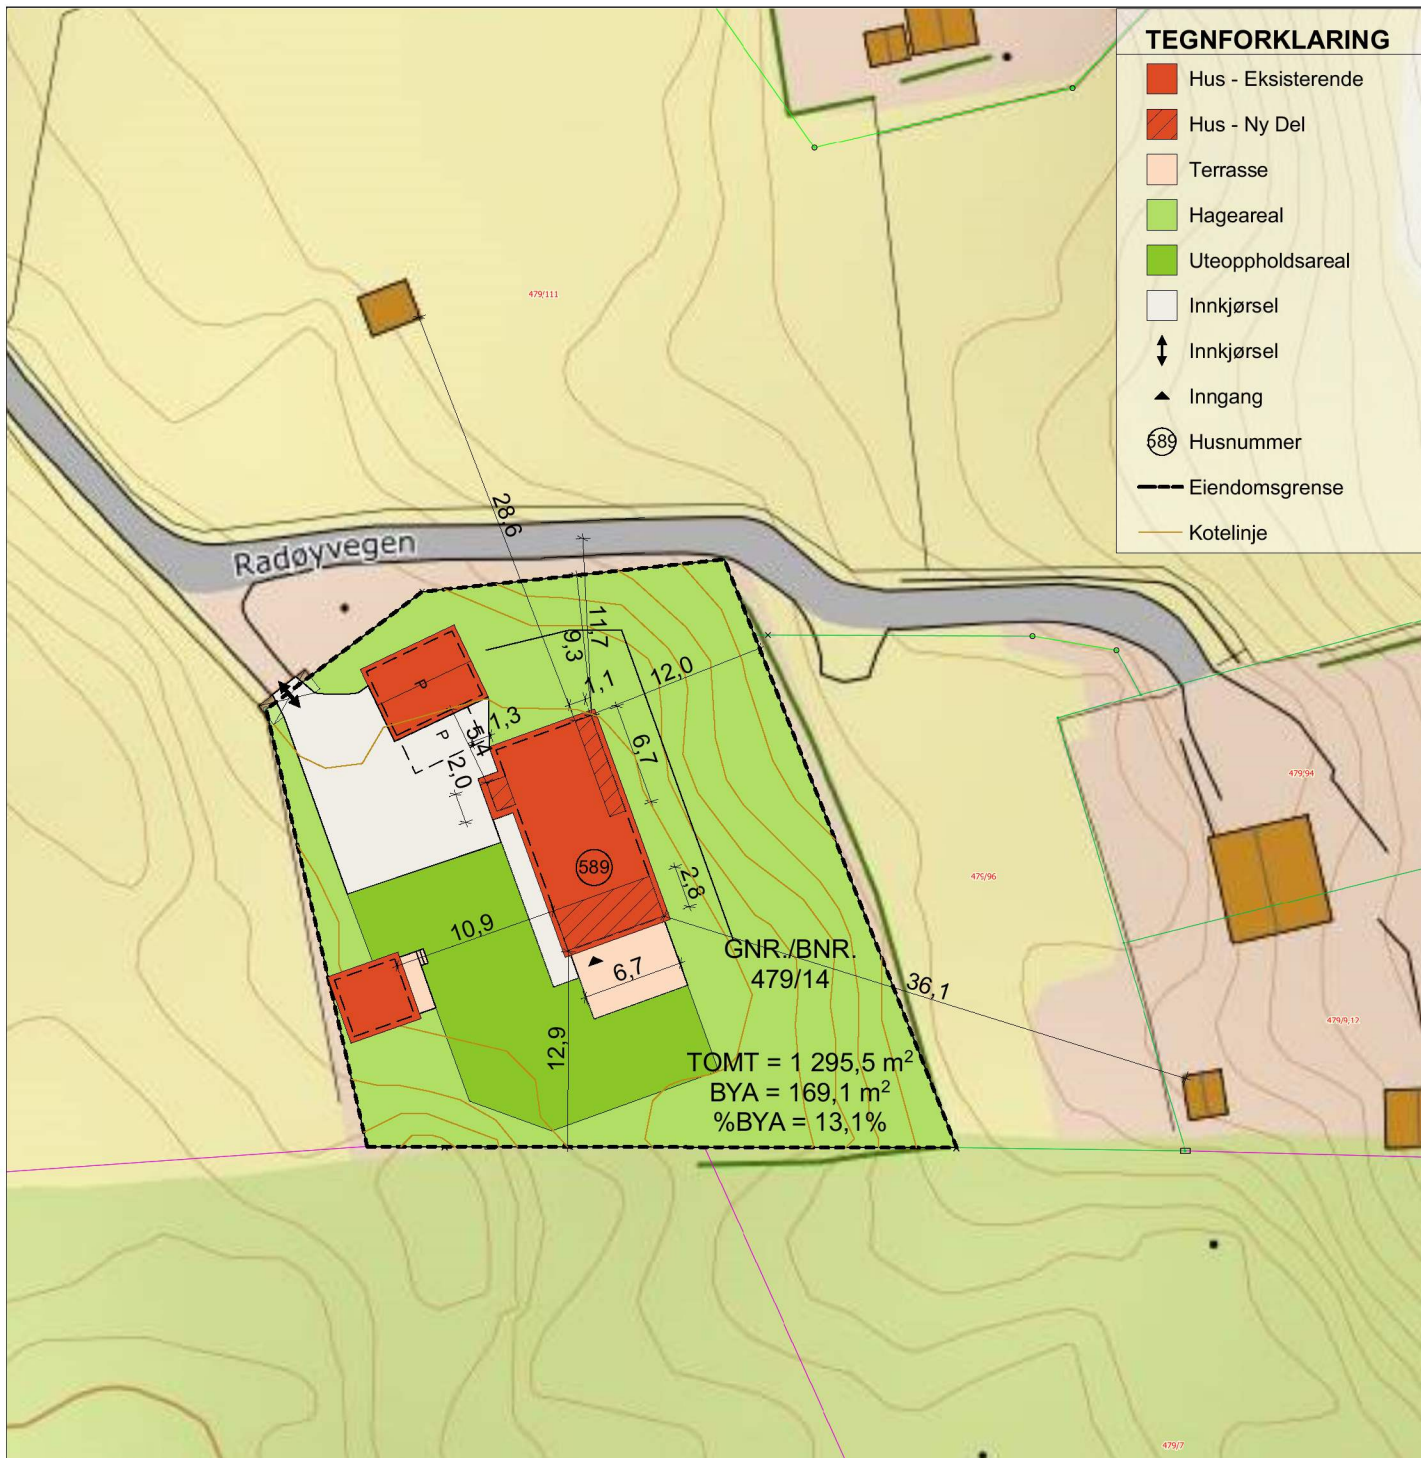 TEGNFORKLARING
Hus - Eksisterende
Hus - Ny Del
Terrasse
Hageareal
Uteoppholdsareal
Innkjørsel
Innkjørsel
Inngang
589 Husnummer
Eiendomsgrense
Kotelinje
479/111
28,6
Radøyvegen
11,7
9,3
12,0
1,1
P
1,3
5,4
P
6,7
2,0
479/94
589
2,8
479/96
10,9
GNR./BNR.
479/14
6,7
36,1
479/9,12
12,9
TOMT = 1 295,5 m²
BYA = 169,1 m²
%BYA = 13,1%
479/7